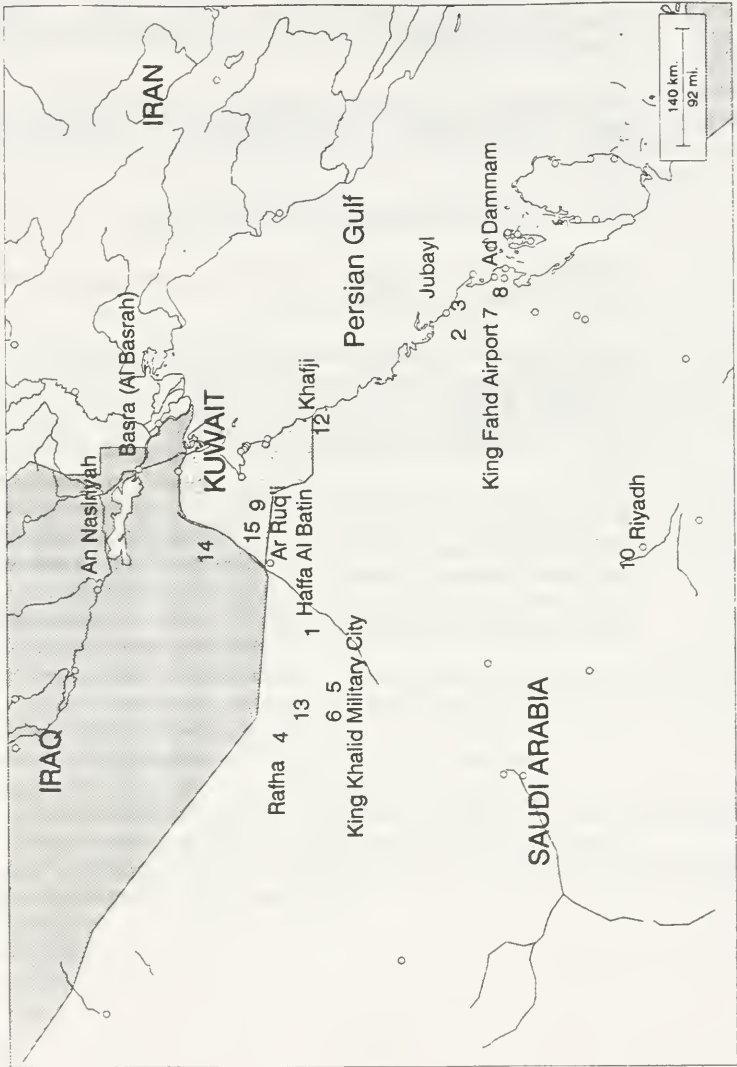 IRAQ
IRAN
An Nasiriyah
Basra (Al Basrah)
KUWAIT
14
Persian Gulf
15 9
Ar Ruqi
Rafha 4
13
1
Haffa Al Batin
12
Khafji
6 5
King Khalid Military City
Jubayl
2 3
King Fahd Airport 7
8
Ad Dammam
SAUDI ARABIA
10 Riyadh
140 km.
92 mi.